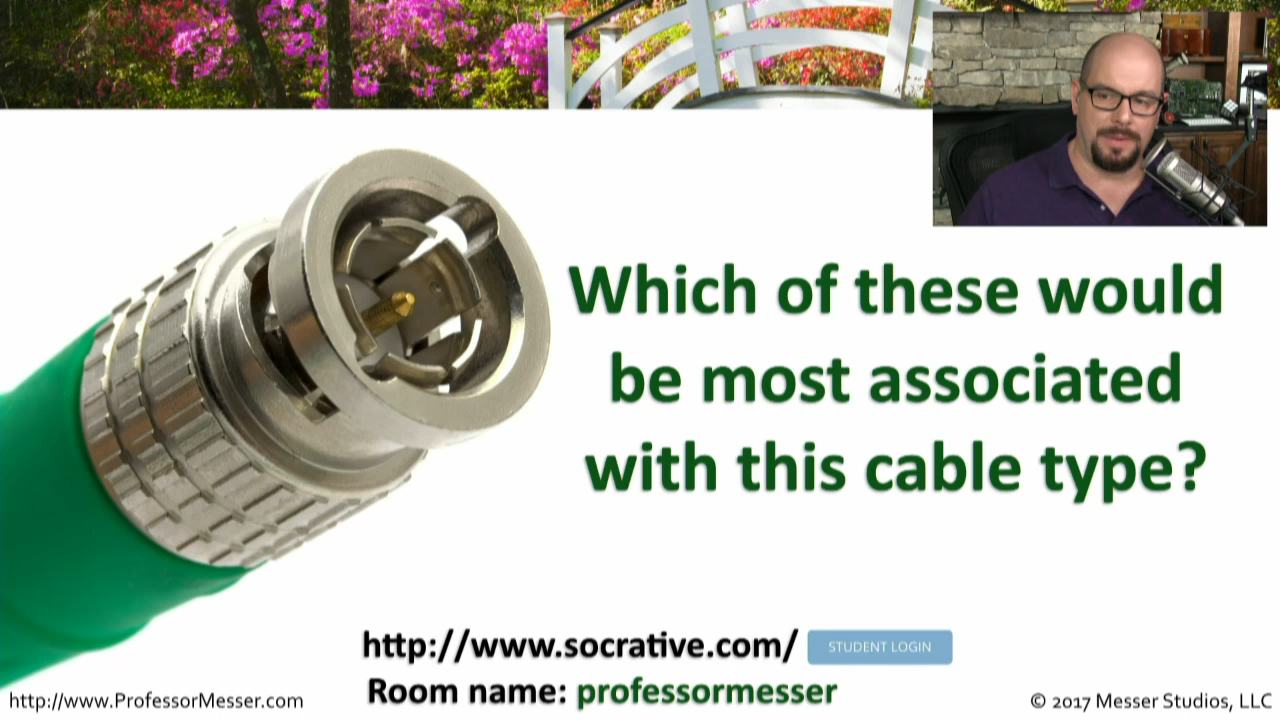 Which of these would
be most associated
with this cable type?
http://www.socrative.com/ STUDENT LOGIN
Room name: professormesser
http://www.ProfessorMesser.com
© 2017 Messer Studios, LLC